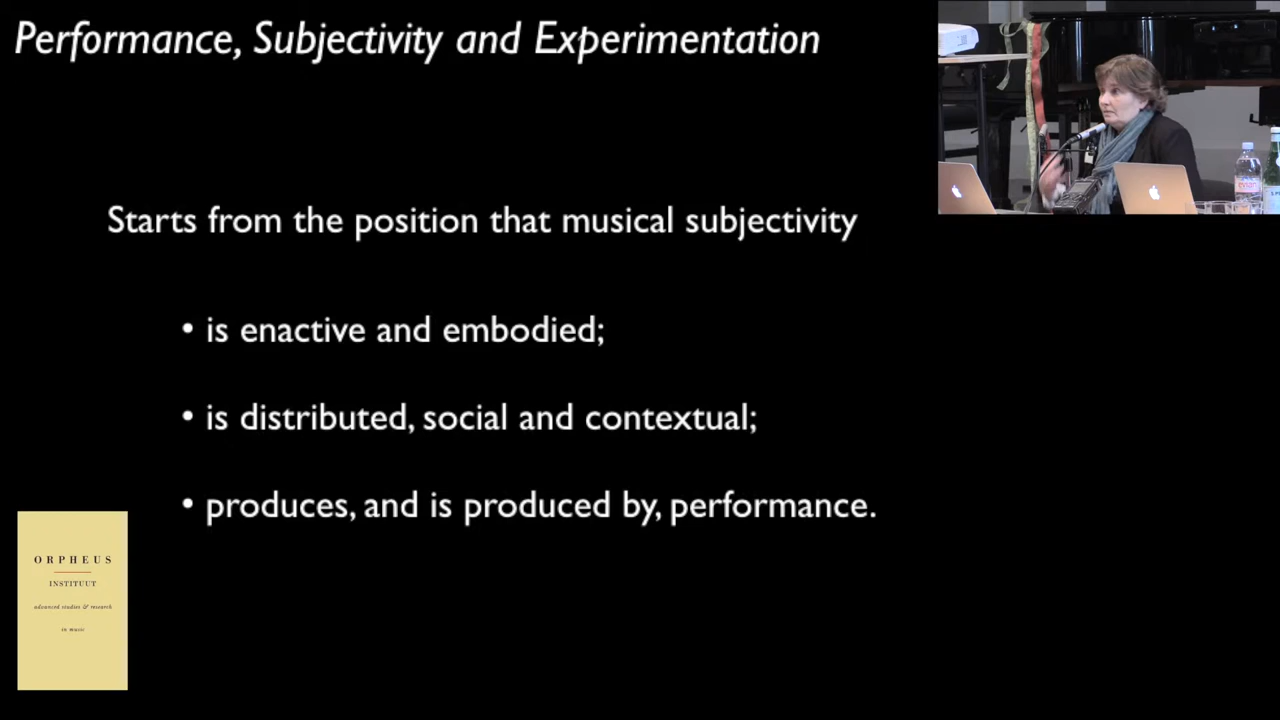 Performance, Subjectivity and Experimentation
Starts from the position that musical subjectivity
• is enactive and embodied;
• is distributed, social and contextual;
• produces, and is produced by, performance.
ORPHEUS
INSTITUUT
advanced studies & research
in music